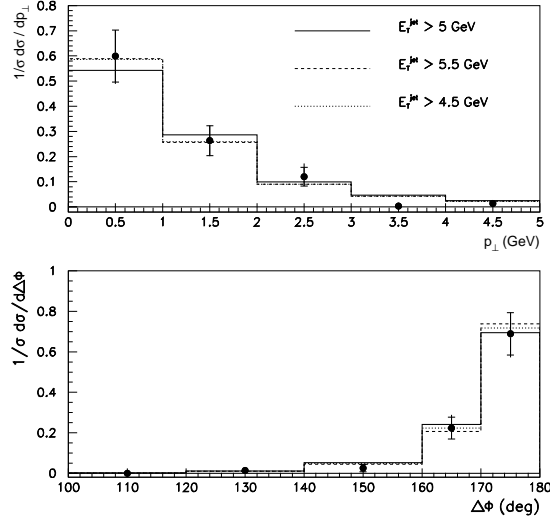 1/σ dσ / dp⊥
0.8
0.7
0.6
0.5
0.4
0.3
0.2
0.1
0
E_T^jet > 5 GeV
E_T^jet > 5.5 GeV
E_T^jet > 4.5 GeV
0 0.5 1 1.5 2 2.5 3 3.5 4 4.5 5
p⊥ (GeV)
1/σ dσ/dΔΦ
1
0.8
0.6
0.4
0.2
0
100 110 120 130 140 150 160 170 180
ΔΦ (deg)